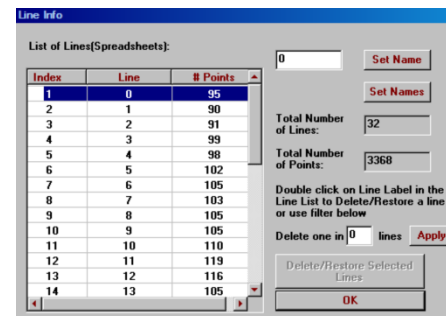 Line Info
List of Lines(Spreadsheets):
Index Line # Points
1 0 95
2 1 90
3 2 91
4 3 99
5 4 98
6 5 102
7 6 105
8 7 103
9 8 105
10 9 105
11 10 110
12 11 119
13 12 116
14 13 105
0 Set Name
Set Names
Total Number
of Lines: 32
Total Number
of Points: 3368
Double click on Line Label in the
Line List to Delete/Restore a line
or use filter below
Delete one in 0 lines Apply
Delete/Restore Selected
Lines
OK